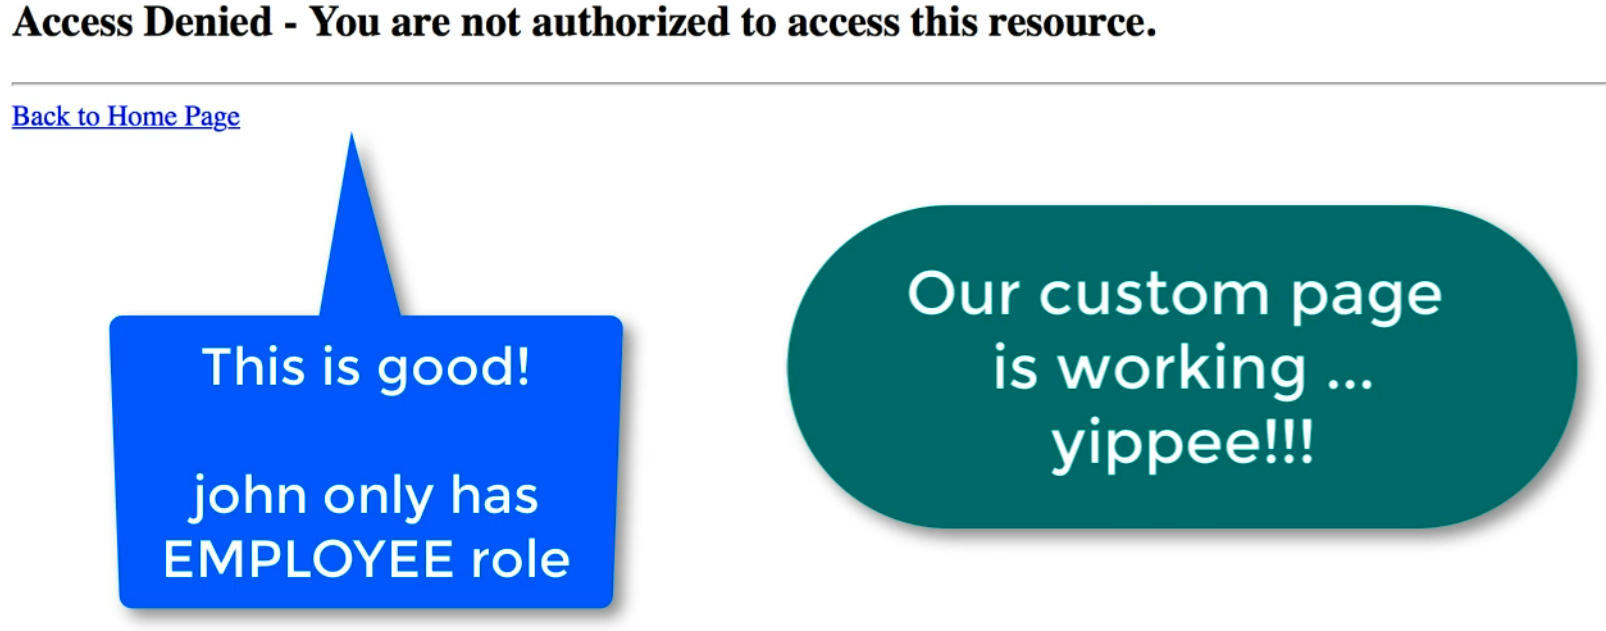 Access Denied - You are not authorized to access this resource.
Back to Home Page
This is good!
john only has
EMPLOYEE role
Our custom page
is working ...
yippee!!!